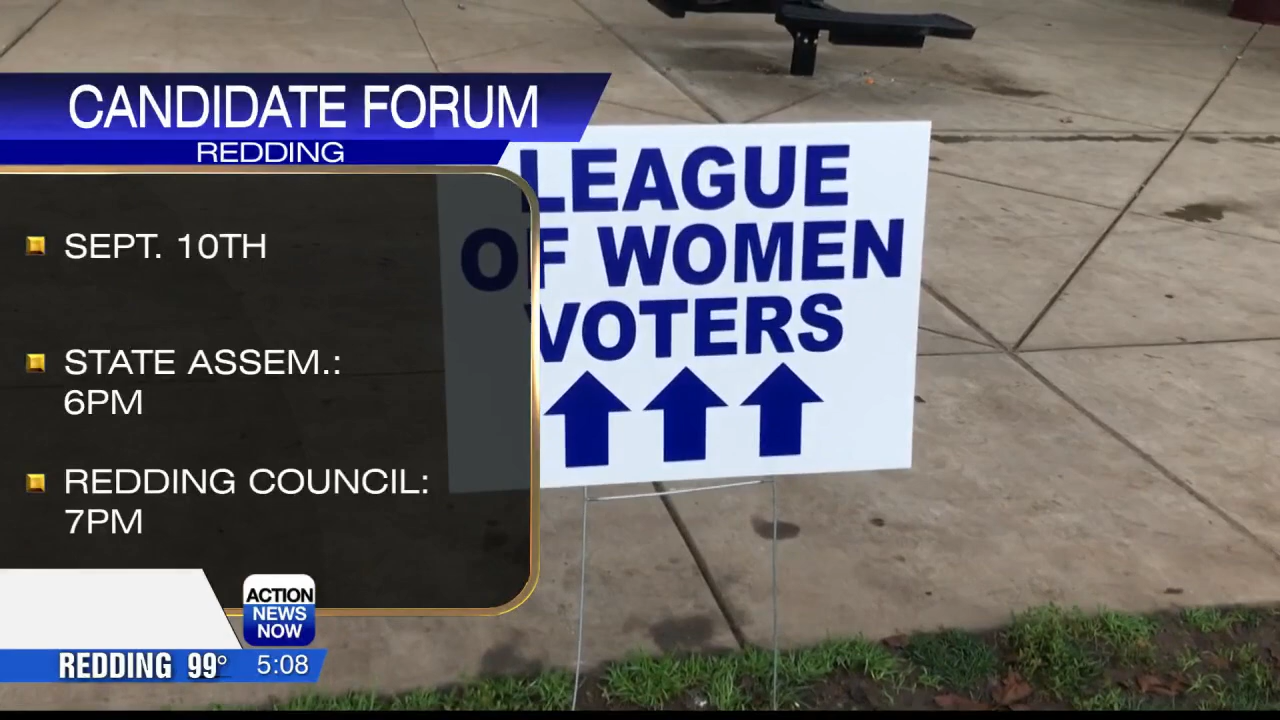 CANDIDATE FORUM
REDDING
SEPT. 10TH
STATE ASSEM.:
6PM
REDDING COUNCIL:
7PM
LEAGUE
OF WOMEN
VOTERS
ACTION
NEWS
NOW
REDDING 99° 5:08